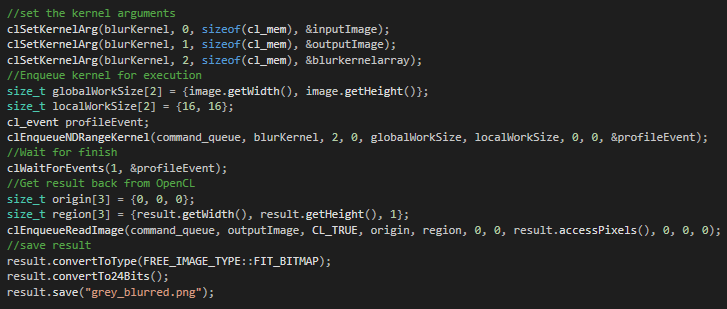 //set the kernel arguments
clSetKernelArg(blurKernel, 0, sizeof(cl_mem), &inputImage);
clSetKernelArg(blurKernel, 1, sizeof(cl_mem), &outputImage);
clSetKernelArg(blurKernel, 2, sizeof(cl_mem), &blurkernelarray);
//Enqueue kernel for execution
size_t globalWorkSize[2] = {image.getWidth(), image.getHeight()};
size_t localWorkSize[2] = {16, 16};
cl_event profileEvent;
clEnqueueNDRangeKernel(command_queue, blurKernel, 2, 0, globalWorkSize, localWorkSize, 0, 0, &profileEvent);
//Wait for finish
clWaitForEvents(1, &profileEvent);
//Get result back from OpenCL
size_t origin[3] = {0, 0, 0};
size_t region[3] = {result.getWidth(), result.getHeight(), 1};
clEnqueueReadImage(command_queue, outputImage, CL_TRUE, origin, region, 0, 0, result.accessPixels(), 0, 0, 0);
//save result
result.convertToType(FREE_IMAGE_TYPE::FIT_BITMAP);
result.convertTo24Bits();
result.save("grey_blurred.png");